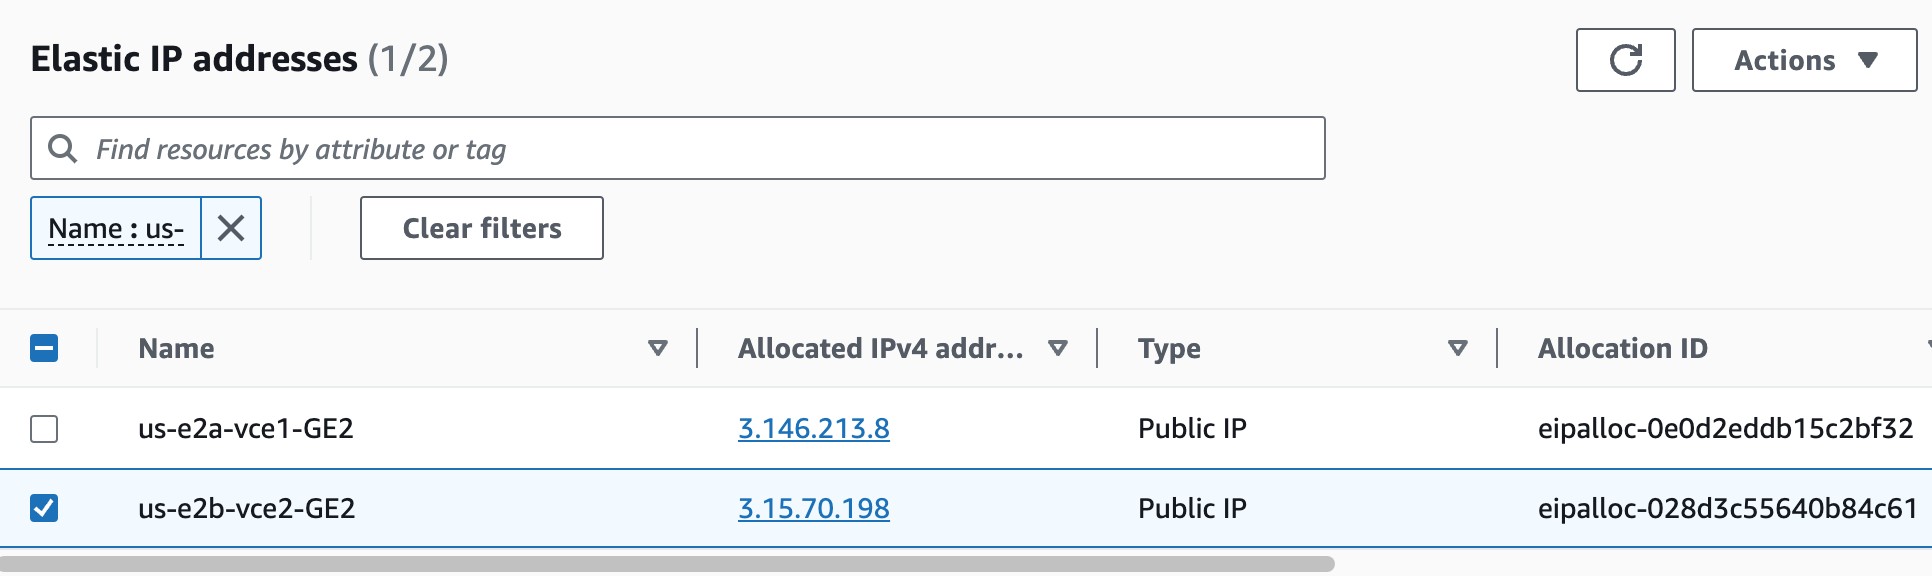 Elastic IP addresses (1/2)
Actions
Find resources by attribute or tag
Name : us-
Clear filters
Name Allocated IPv4 addr... Type Allocation ID
us-e2a-vce1-GE2 3.146.213.8 Public IP eipalloc-0e0d2eddb15c2bf32
us-e2b-vce2-GE2 3.15.70.198 Public IP eipalloc-028d3c55640b84c61